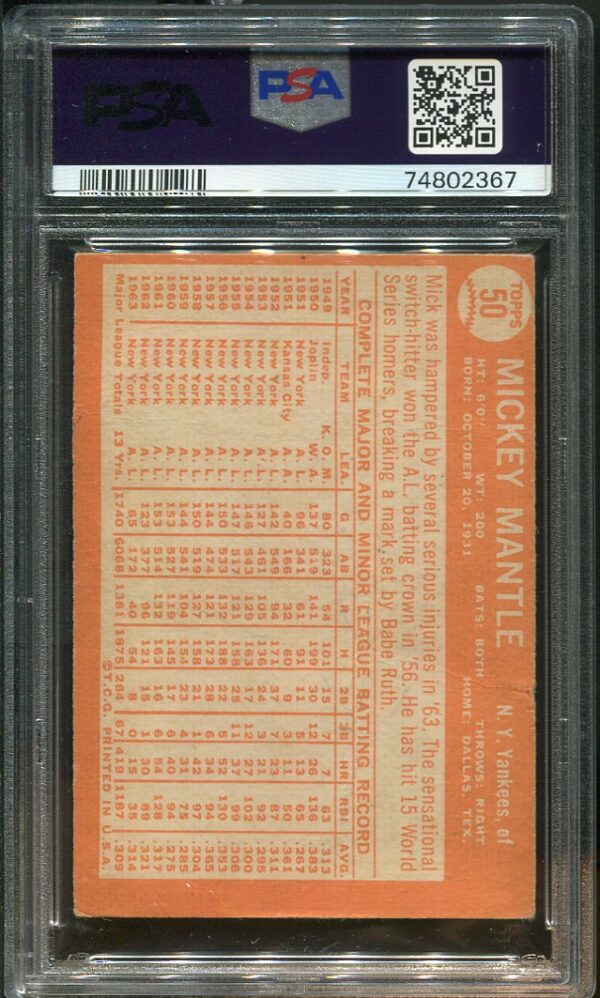 PSA
PSA
74802367
TOPPS
50
MICKEY MANTLE N. Y. Yankees, of
HT: 6'0" WT: 200 BATS: BOTH THROWS: RIGHT
BORN: OCTOBER 20, 1931 HOME: DALLAS, TEX.
Mick was hampered by several serious injuries in '63. The sensational
switch-hitter won the A.L. batting crown in '56. He has hit 15 World
Series homers, breaking a mark set by Babe Ruth.
COMPLETE MAJOR AND MINOR LEAGUE BATTING RECORD
YEAR TEAM LEA. G AB R H 2B 3B HR RBI AVG.
1949 Indep. K. O. M. 80 323 54 101 15 7 7 63 .313
1950 Joplin W. A. 137 519 141 199 30 12 26 136 .383
1951 New York A. L. 96 341 61 91 11 5 13 65 .267
1951 Kansas City A. A. 40 166 32 60 9 3 11 50 .361
1952 New York A. L. 142 549 94 171 37 7 23 87 .311
1953 New York A. L. 127 461 105 136 24 3 21 92 .295
1954 New York A. L. 146 543 129 163 17 12 27 102 .300
1955 New York A. L. 147 517 121 158 25 11 37 99 .306
1956 New York A. L. 150 533 132 188 22 5 52 130 .353
1957 New York A. L. 144 474 121 173 28 6 34 94 .365
1958 New York A. L. 150 519 127 158 21 1 42 97 .304
1959 New York A. L. 144 541 104 154 23 4 31 75 .285
1960 New York A. L. 153 527 119 145 17 6 40 94 .275
1961 New York A. L. 153 514 132 163 16 6 54 128 .317
1962 New York A. L. 123 377 96 121 15 1 30 89 .321
1963 New York A. L. 65 172 40 54 8 0 15 35 .314
Major League Totals 13 Yrs. 1740 6068 1381 1875 264 67 419 1187 .309
©T.C.G. PRINTED IN U.S.A.